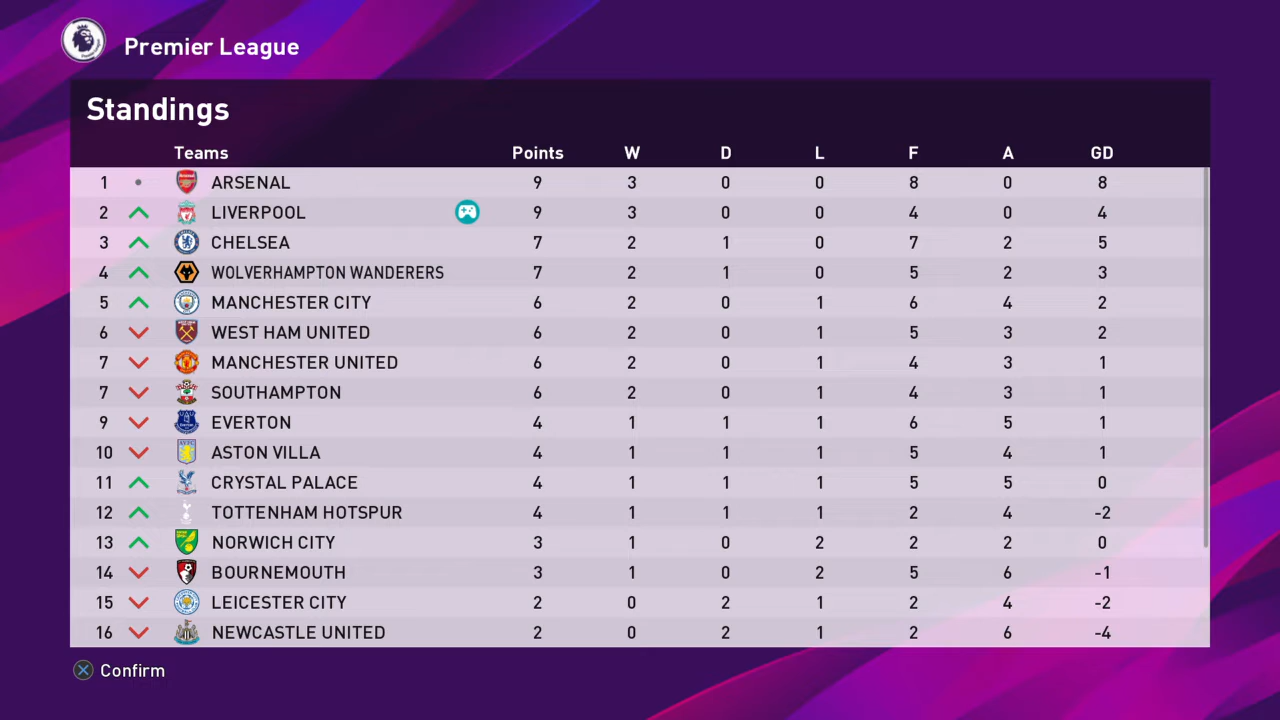 Premier League
Standings
Teams Points W D L F A GD
1 ARSENAL 9 3 0 0 8 0 8
2 LIVERPOOL 9 3 0 0 4 0 4
3 CHELSEA 7 2 1 0 7 2 5
4 WOLVERHAMPTON WANDERERS 7 2 1 0 5 2 3
5 MANCHESTER CITY 6 2 0 1 6 4 2
6 WEST HAM UNITED 6 2 0 1 5 3 2
7 MANCHESTER UNITED 6 2 0 1 4 3 1
7 SOUTHAMPTON 6 2 0 1 4 3 1
9 EVERTON 4 1 1 1 6 5 1
10 ASTON VILLA 4 1 1 1 5 4 1
11 CRYSTAL PALACE 4 1 1 1 5 5 0
12 TOTTENHAM HOTSPUR 4 1 1 1 2 4 -2
13 NORWICH CITY 3 1 0 2 2 2 0
14 BOURNEMOUTH 3 1 0 2 5 6 -1
15 LEICESTER CITY 2 0 2 1 2 4 -2
16 NEWCASTLE UNITED 2 0 2 1 2 6 -4
Confirm